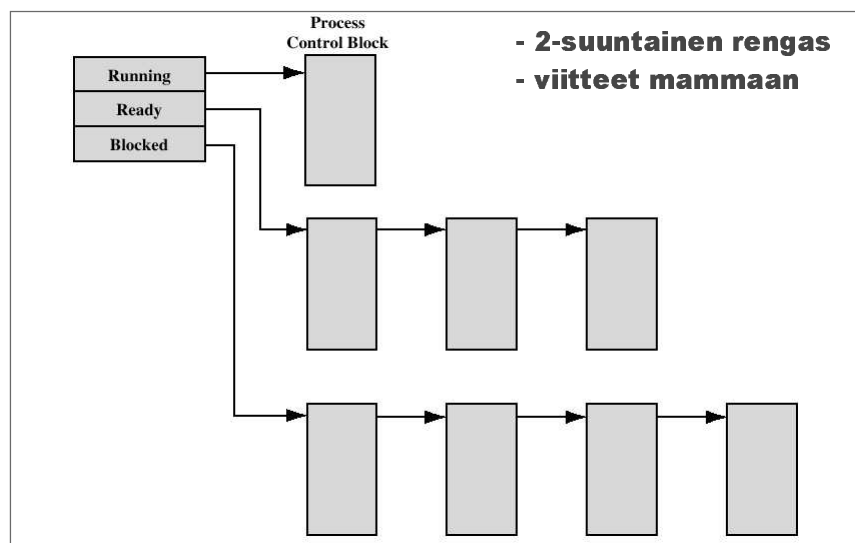 Process
Control Block
- 2-suuntainen rengas
- viitteet mammaan
Running
Ready
Blocked